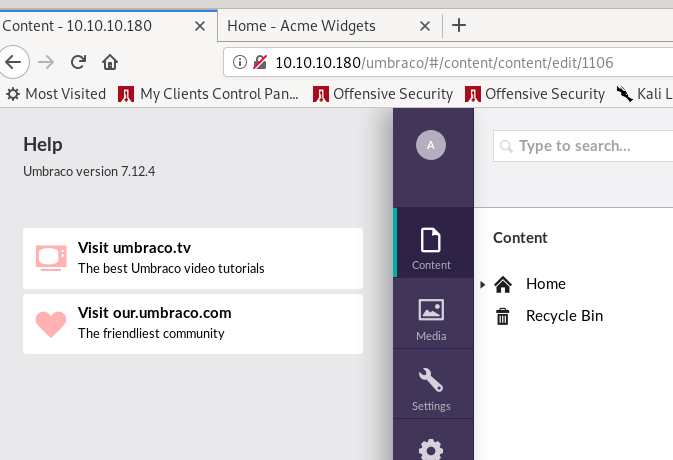 Content - 10.10.10.180
Home - Acme Widgets
10.10.10.180/umbraco/#/content/content/edit/1106
Most Visited My Clients Control Pan... Offensive Security Offensive Security Kali L
Help
Umbraco version 7.12.4
Visit umbraco.tv
The best Umbraco video tutorials
Visit our.umbraco.com
The friendliest community
A
Content
Media
Settings
Type to search...
Content
Home
Recycle Bin